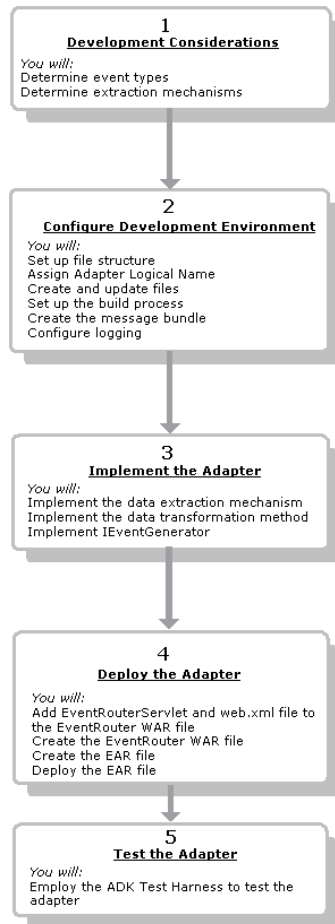 1
Development Considerations
You will:
Determine event types
Determine extraction mechanisms
2
Configure Development Environment
You will:
Set up file structure
Assign Adapter Logical Name
Create and update files
Set up the build process
Create the message bundle
Configure logging
3
Implement the Adapter
You will:
Implement the data extraction mechanism
Implement the data transformation method
Implement IEventGenerator
4
Deploy the Adapter
You will:
Add EventRouterServlet and web.xml file to
the EventRouter WAR file
Create the EventRouter WAR file
Create the EAR file
Deploy the EAR file
5
Test the Adapter
You will:
Employ the ADK Test Harness to test the
adapter